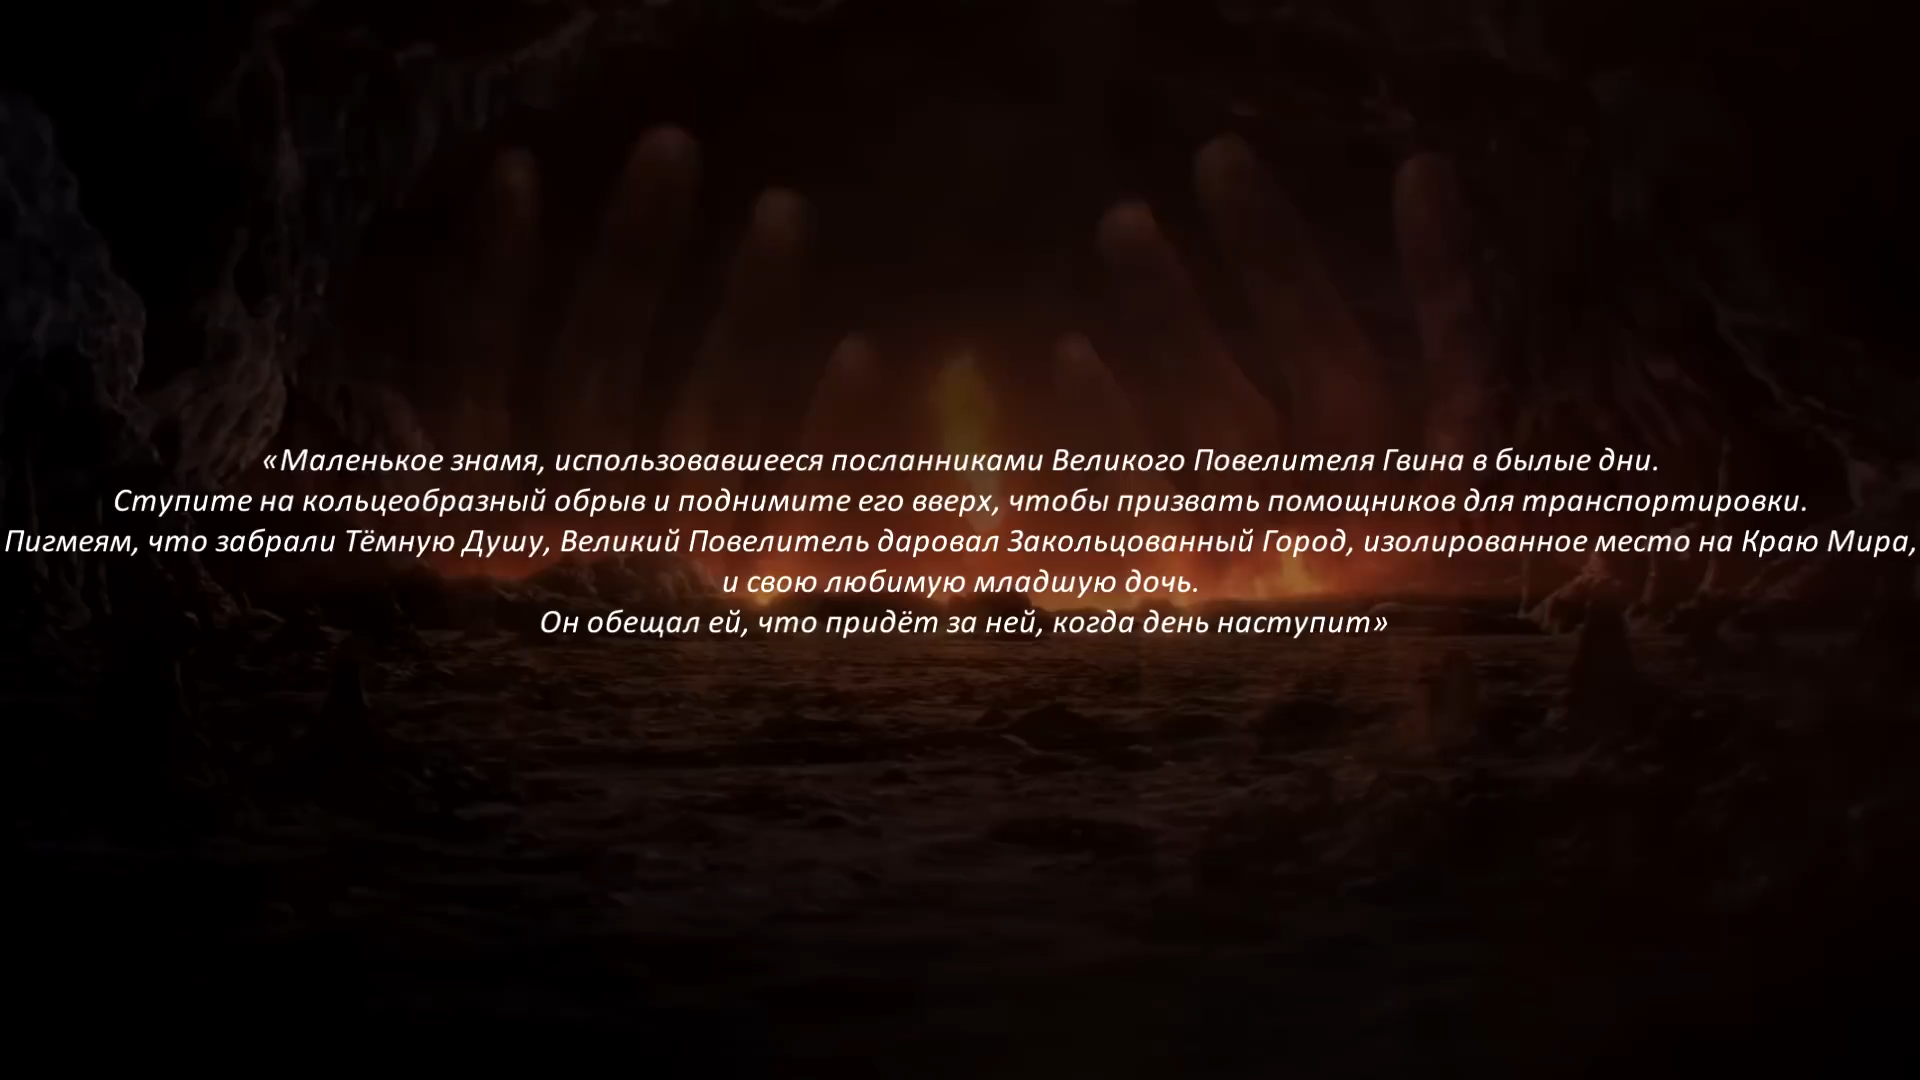 «Маленькое знамя, использовавшееся посланниками Великого Повелителя Гвина в былые дни.
Ступите на кольцеобразный обрыв и поднимите его вверх, чтобы призвать помощников для транспортировки.
Пигмеям, что забрали Тёмную Душу, Великий Повелитель даровал Закольцованный Город, изолированное место на Краю Мира,
и свою любимую младшую дочь.
Он обещал ей, что придёт за ней, когда день наступит»